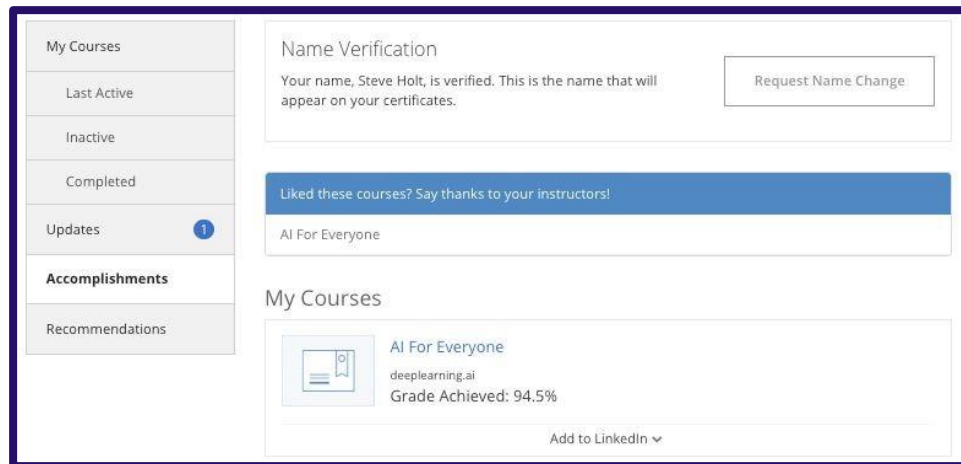 My Courses
Last Active
Inactive
Completed
Updates
1
Accomplishments
Recommendations
Name Verification
Your name, Steve Holt, is verified. This is the name that will
appear on your certificates.
Request Name Change
Liked these courses? Say thanks to your instructors!
AI For Everyone
My Courses
AI For Everyone
deeplearning.ai
Grade Achieved: 94.5%
Add to LinkedIn